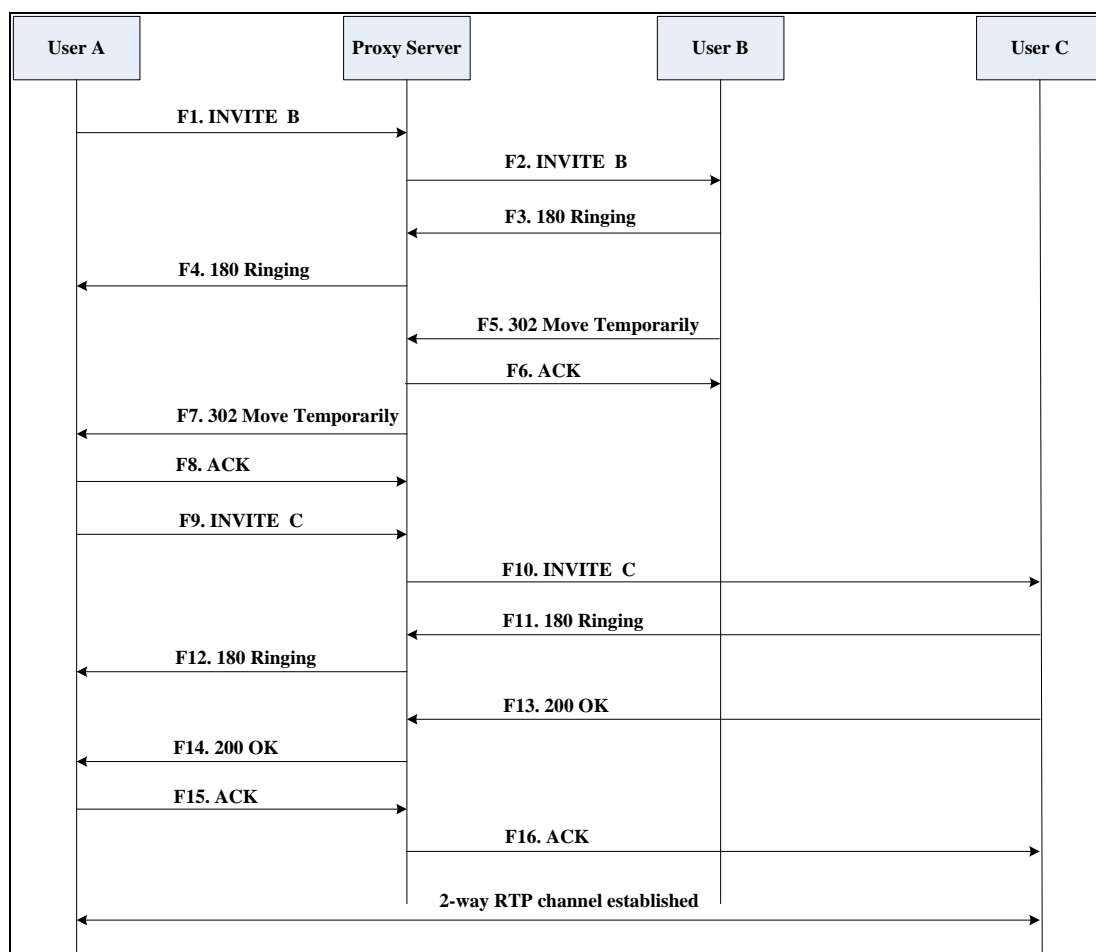 User A
Proxy Server
User B
User C
F1. INVITE B
F2. INVITE B
F3. 180 Ringing
F4. 180 Ringing
F5. 302 Move Temporarily
F6. ACK
F7. 302 Move Temporarily
F8. ACK
F9. INVITE C
F10. INVITE C
F11. 180 Ringing
F12. 180 Ringing
F13. 200 OK
F14. 200 OK
F15. ACK
F16. ACK
2-way RTP channel established